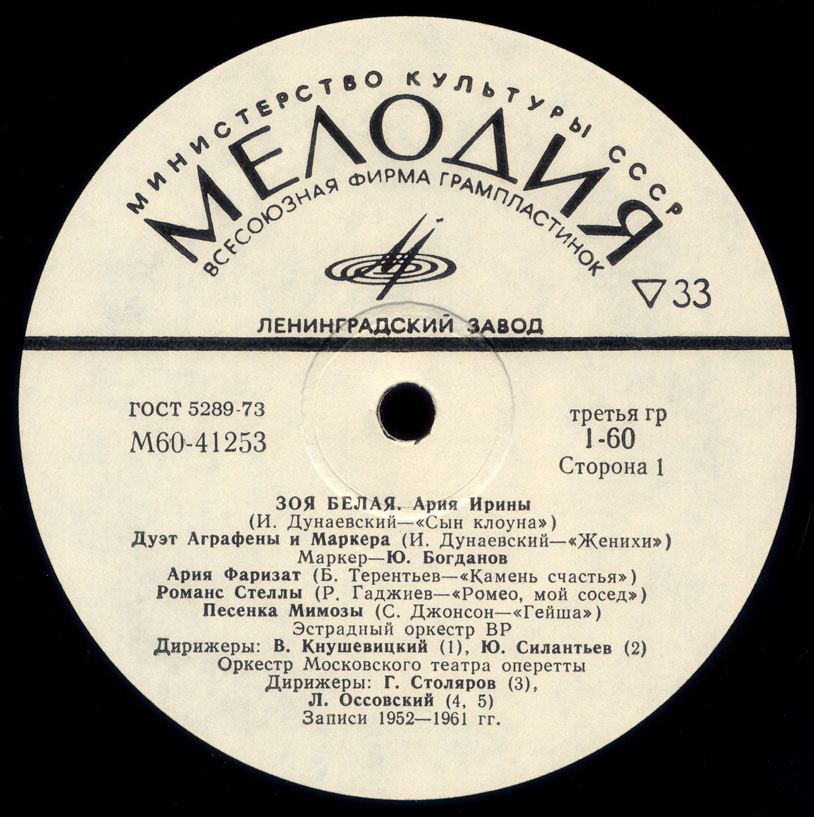 МИНИСТЕРСТВО КУЛЬТУРЫ СССР
МЕЛОДИЯ
ВСЕСОЮЗНАЯ ФИРМА ГРАМПЛАСТИНОК
▽33
ЛЕНИНГРАДСКИЙ ЗАВОД
ГОСТ 5289-73
М60-41253
третья гр
1-60
Сторона 1
ЗОЯ БЕЛАЯ. Ария Ирины
(И. Дунаевский—«Сын клоуна»)
Дуэт Аграфены и Маркера (И. Дунаевский—«Женихи»)
Маркер—Ю. Богданов
Ария Фаризат (Б. Терентьев—«Камень счастья»)
Романс Стеллы (Р. Гаджиев—«Ромео, мой сосед»)
Песенка Мимозы (С. Джонсон—«Гейша»)
Эстрадный оркестр ВР
Дирижеры: В. Кнушевицкий (1), Ю. Силантьев (2)
Оркестр Московского театра оперетты
Дирижеры: Г. Столяров (3),
Л. Оссовский (4, 5)
Записи 1952—1961 гг.